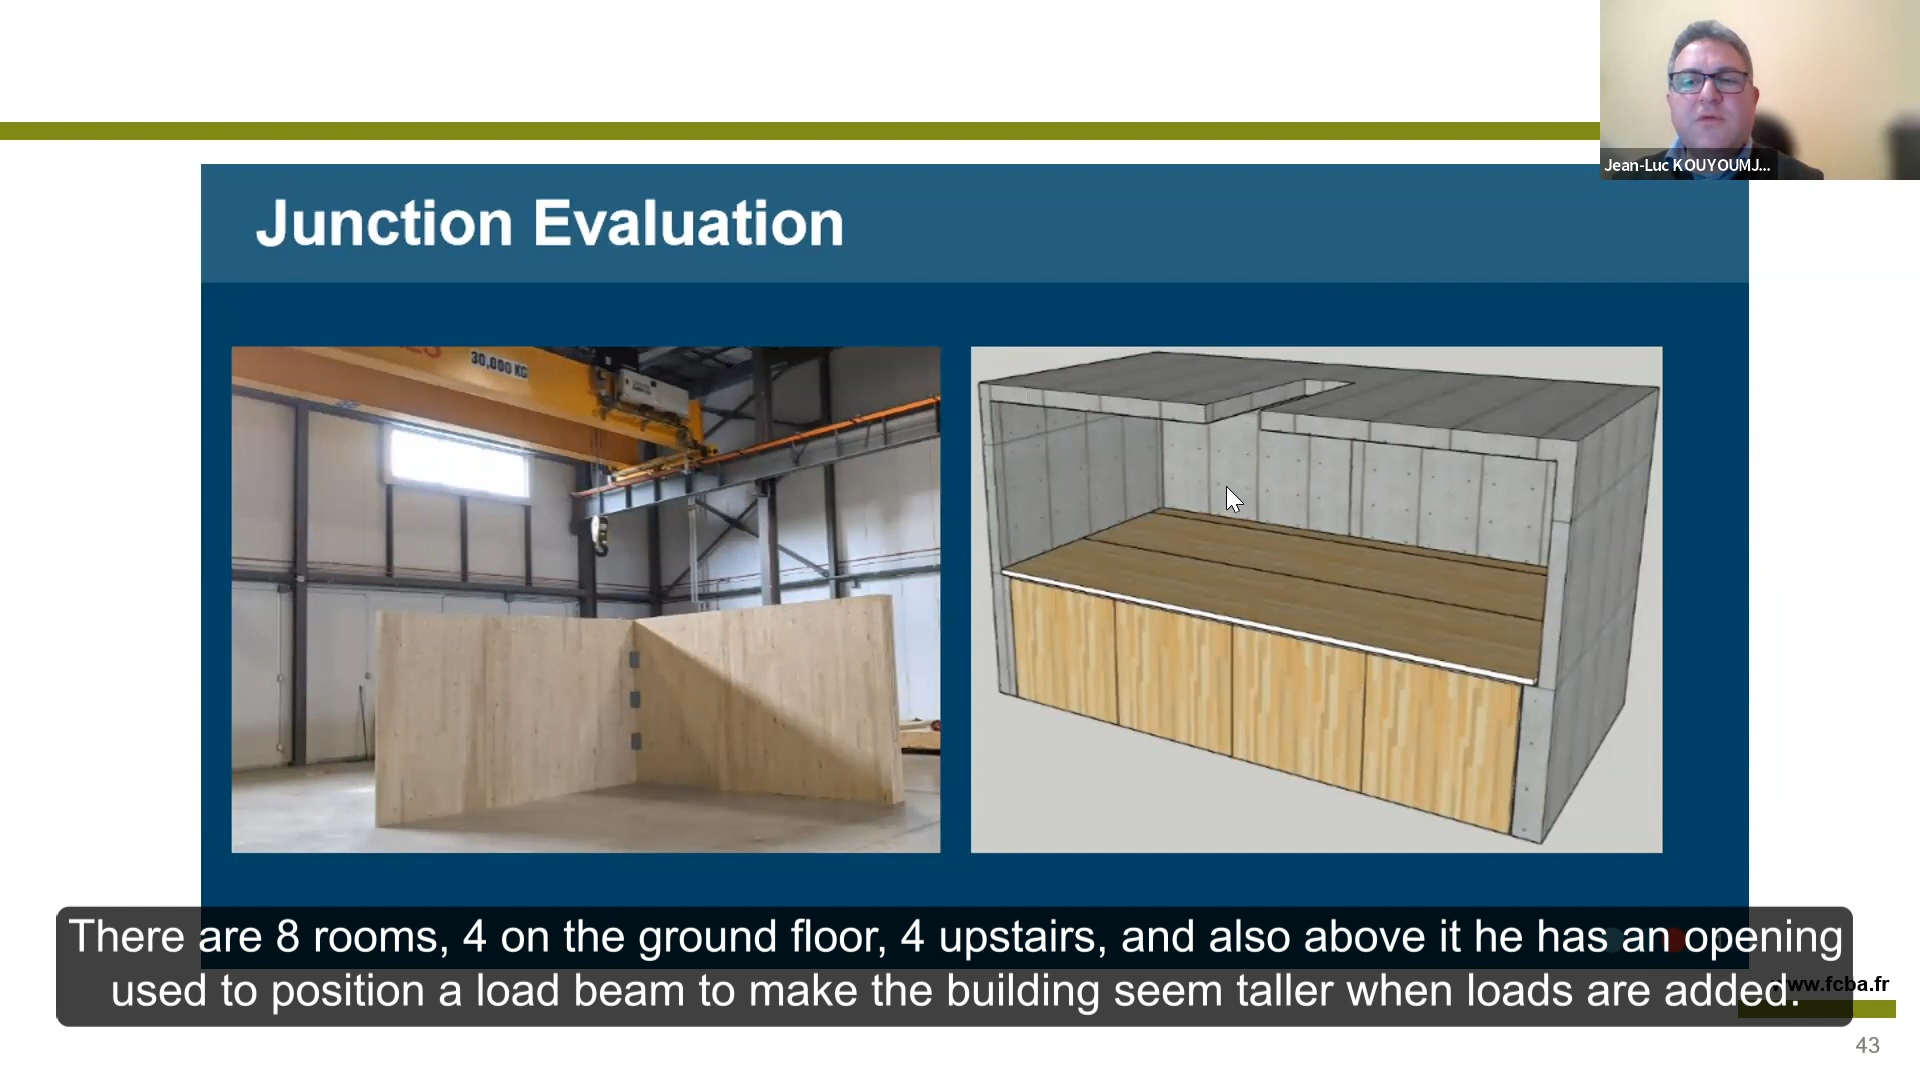 Jean-Luc KOUYOUMJ...
Junction Evaluation
30,000 KG
There are 8 rooms, 4 on the ground floor, 4 upstairs, and also above it he has an opening
used to position a load beam to make the building seem taller when loads are added.
www.fcba.fr
43